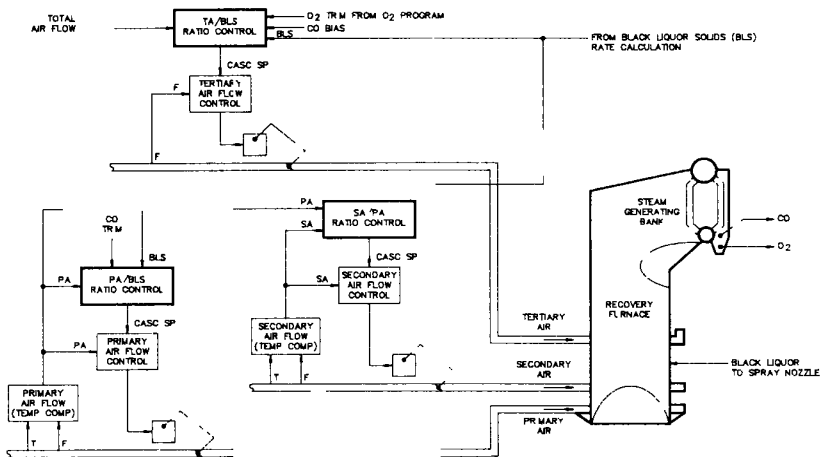 TOTAL
AIR FLOW
TA/BLS
RATIO CONTROL
O2 TRIM FROM O2 PROGRAM
CO BIAS
BLS
FROM BLACK LIQUOR SOLIDS (BLS)
RATE CALCULATION
CASC SP
TERTIARY
AIR FLOW
CONTROL
F
F
CO
TRIM
BLS
PA
PA/BLS
RATIO CONTROL
CASC SP
PA
PRIMARY
AIR FLOW
CONTROL
PRIMARY
AIR FLOW
(TEMP COMP)
T
F
PA
SA
SA/PA
RATIO CONTROL
CASC SP
SA
SECONDARY
AIR FLOW
CONTROL
SECONDARY
AIR FLOW
(TEMP COMP)
T
F
STEAM
GENERATING
BANK
CO
O2
RECOVERY
FURNACE
TERTIARY
AIR
SECONDARY
AIR
PRIMARY
AIR
BLACK LIQUOR
TO SPRAY NOZZLE